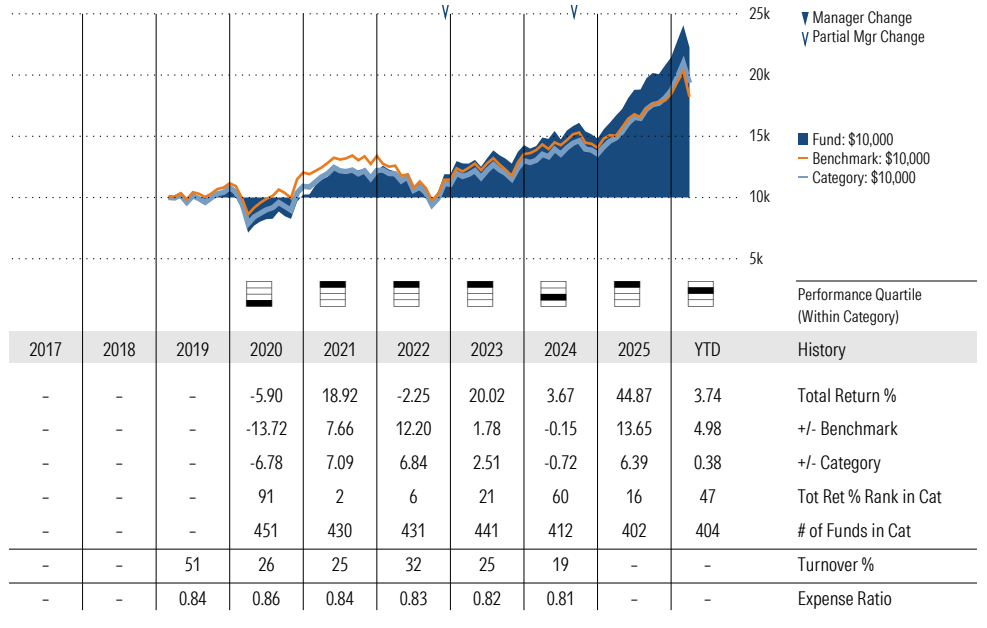 25k
20k
15k
10k
5k
Manager Change
Partial Mgr Change
Fund: $10,000
Benchmark: $10,000
Category: $10,000
Performance Quartile
(Within Category)
2017 2018 2019 2020 2021 2022 2023 2024 2025 YTD History
– – – -5.90 18.92 -2.25 20.02 3.67 44.87 3.74 Total Return %
– – – -13.72 7.66 12.20 1.78 -0.15 13.65 4.98 +/- Benchmark
– – – -6.78 7.09 6.84 2.51 -0.72 6.39 0.38 +/- Category
– – – 91 2 6 21 60 16 47 Tot Ret % Rank in Cat
– – – 451 430 431 441 412 402 404 # of Funds in Cat
– – 51 26 25 32 25 19 – – Turnover %
– – 0.84 0.86 0.84 0.83 0.82 0.81 – – Expense Ratio